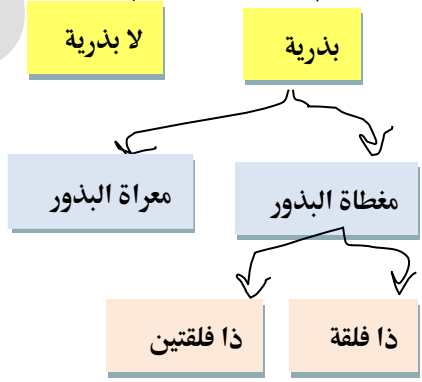 بذرية
لا بذرية
مغطاة البذور
معراة البذور
ذا فلقة
ذا فلقتين